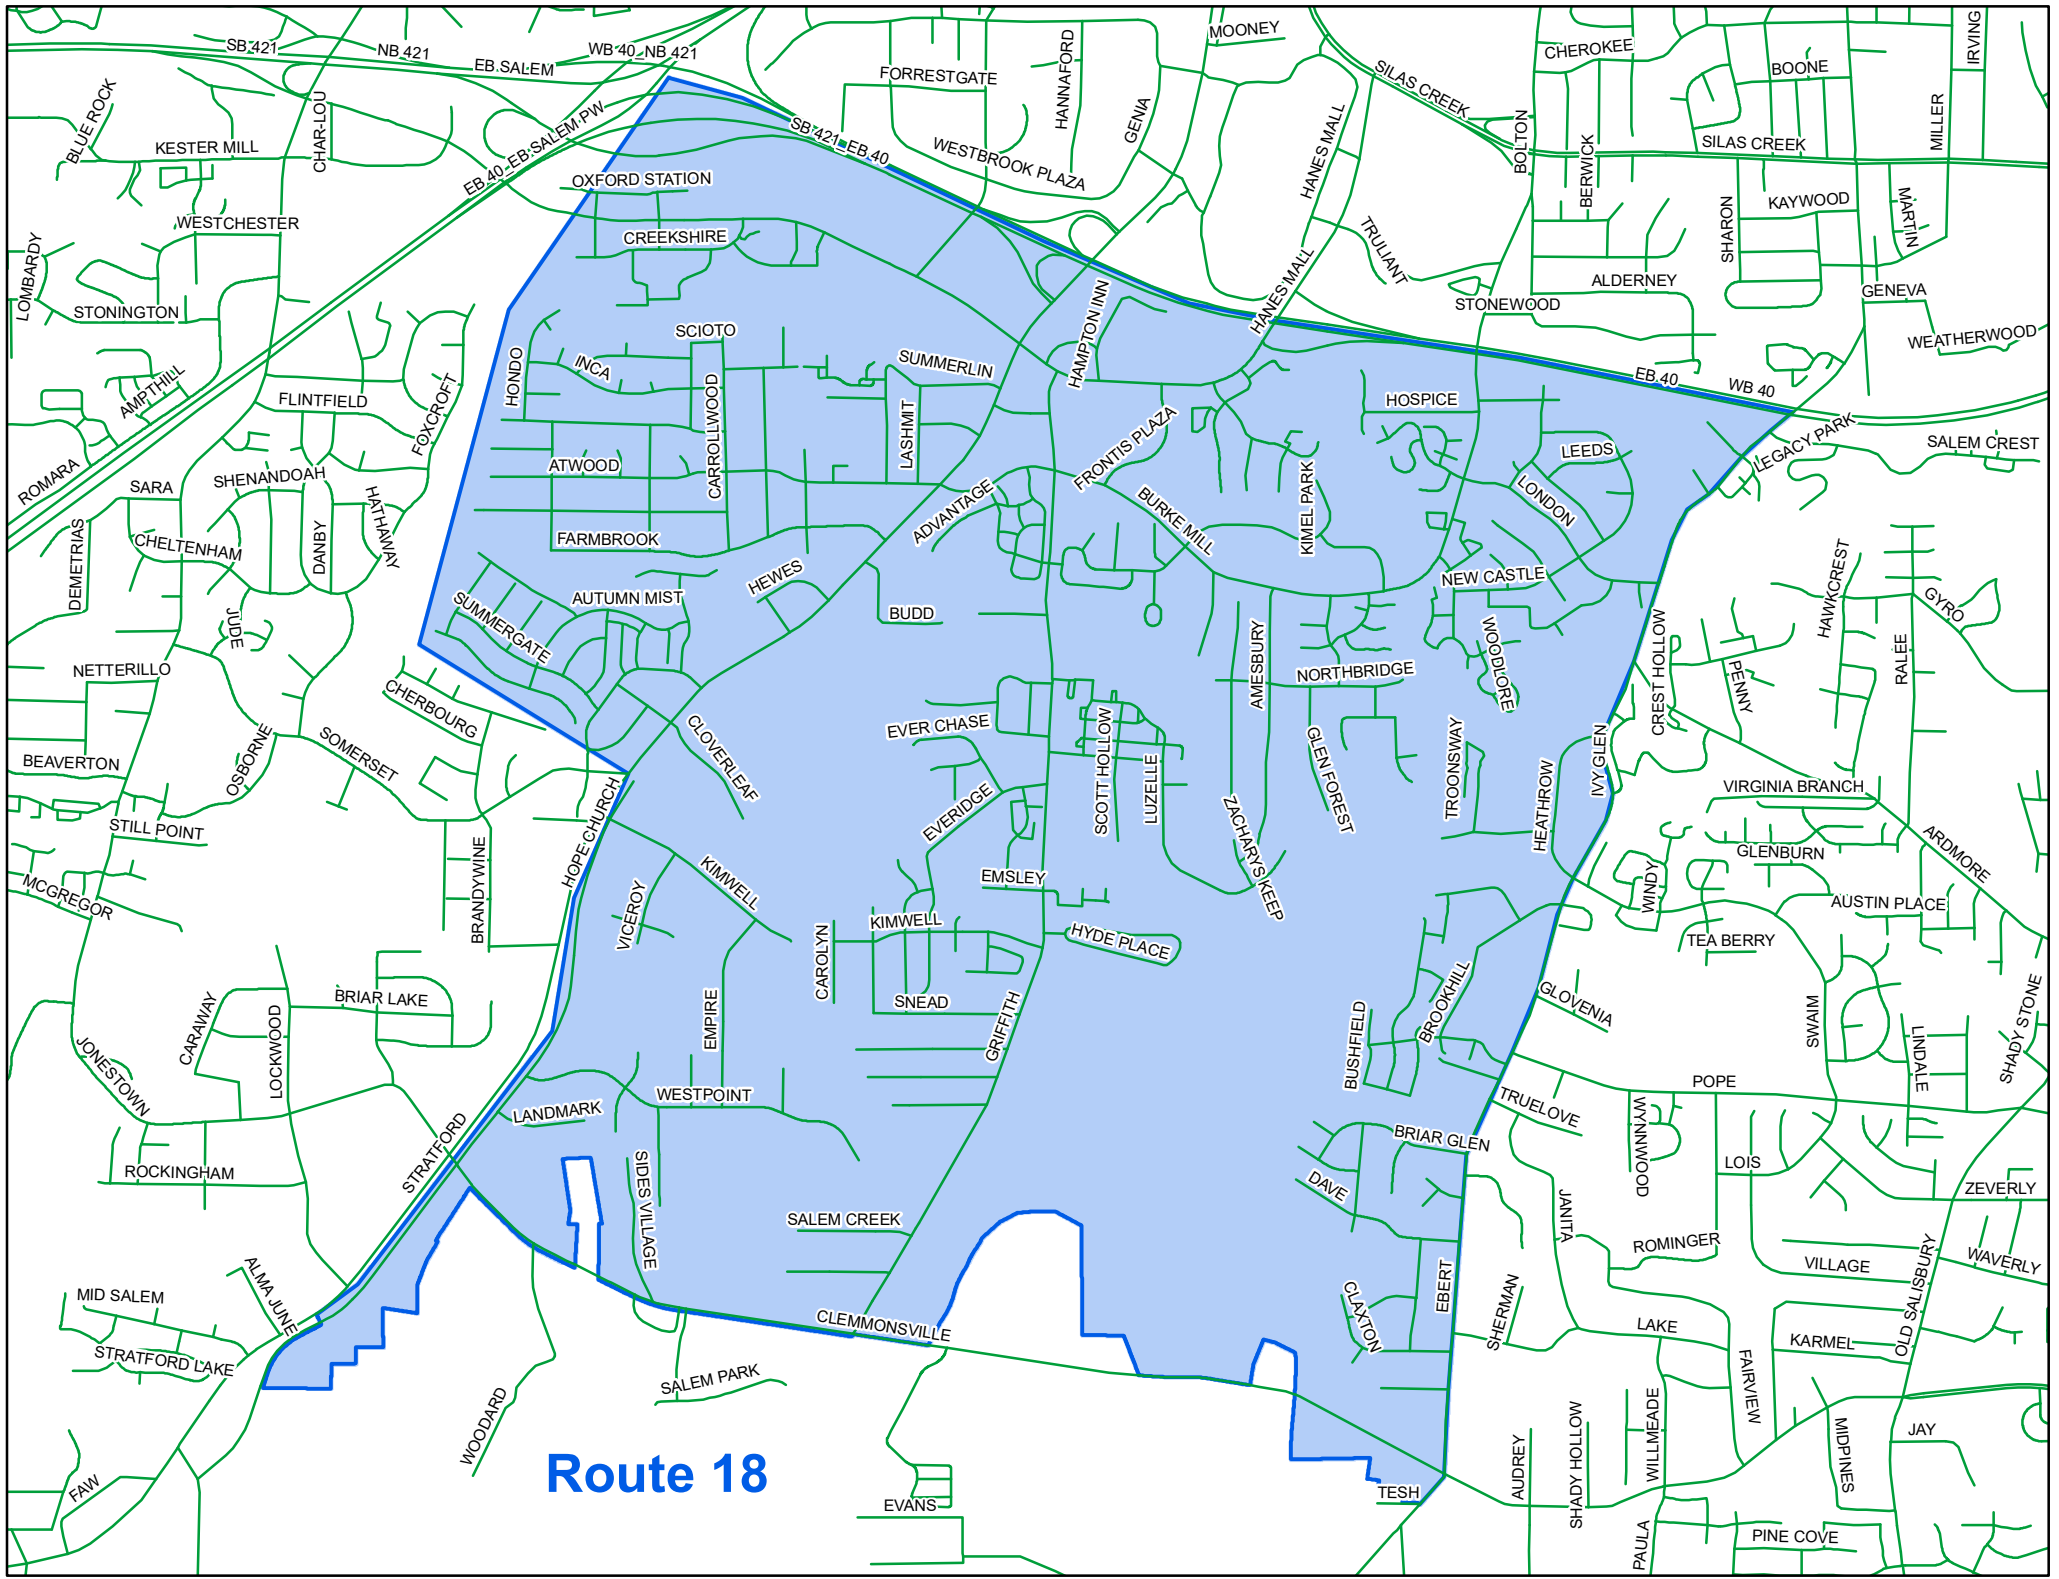 SB 421
NB 421
WB 40_NB 421
EB SALEM
MOONEY
HANNAFORD
FORRESTGATE
CHEROKEE
IRVING
BOONE
SILAS CREEK
BLUE ROCK
CHAR-LOU
KESTER MILL
EB 40_EB SALEM PW
SB 421_EB 40
WESTBROOK PLAZA
GENIA
HANES MALL
BOLTON
BERWICK
SILAS CREEK
MILLER
OXFORD STATION
WESTCHESTER
CREEKSHIRE
TRULIANT
SHARON
KAYWOOD
MARTIN
LOMBARDY
STONINGTON
HAMPTON INN
HANES MALL
STONEWOOD
ALDERNEY
GENEVA
WEATHERWOOD
SCIOTO
HONDO
INCA
CARROLLWOOD
SUMMERLIN
LASHMIT
AMPTHILL
FLINTFIELD
FOXCROFT
HOSPICE
EB 40
WB 40
LEGACY PARK
SALEM CREST
ROMARA
SARA
SHENANDOAH
HATHAWAY
ATWOOD
FRONTIS PLAZA
ADVANTAGE
BURKE MILL
KIMEL PARK
LEEDS
LONDON
DEMETRIAS
CHELTENHAM
DANBY
FARMBROOK
HEWES
AUTUMN MIST
SUMMERGATE
BUDD
NEW CASTLE
HAWKCREST
GYRO
JUDE
NETTERILLO
CHERBOURG
AMESBURY
NORTHBRIDGE
WOODLORE
CREST HOLLOW
PENNY
RALEE
OSBORNE
SOMERSET
BEAVERTON
CLOVERLEAF
EVER CHASE
SCOTT HOLLOW
LUZELLE
GLEN FOREST
TROONSWAY
HEATHROW
IVY GLEN
VIRGINIA BRANCH
STILL POINT
HOPE CHURCH
EVERIDGE
ZACHARYS KEEP
ARDMORE
GLENBURN
MCGREGOR
BRANDYWINE
KIMWELL
VICEROY
EMSLEY
WINDY
AUSTIN PLACE
CAROLYN
KIMWELL
HYDE PLACE
TEA BERRY
BRIAR LAKE
CARAWAY
LOCKWOOD
EMPIRE
SNEAD
GRIFFITH
BUSHFIELD
BROOKHILL
GLOVENIA
SWAIM
LINDALE
SHADY STONE
JONESTOWN
LANDMARK
WESTPOINT
POPE
TRUELOVE
WYNNWOOD
STRATFORD
ROCKINGHAM
SIDES VILLAGE
BRIAR GLEN
DAVE
LOIS
JANITA
ZEVERLY
SALEM CREEK
ROMINGER
VILLAGE
WAVERLY
OLD SALISBURY
ALMA JUNE
MID SALEM
STRATFORD LAKE
CLEMMONSVILLE
CLAXTON
EBERT
SHERMAN
LAKE
KARMEL
FAIRVIEW
SALEM PARK
WOODARD
Route 18
FAW
EVANS
TESH
AUDREY
SHADY HOLLOW
WILLMEADE
MIDPINES
JAY
PAULA
PINE COVE